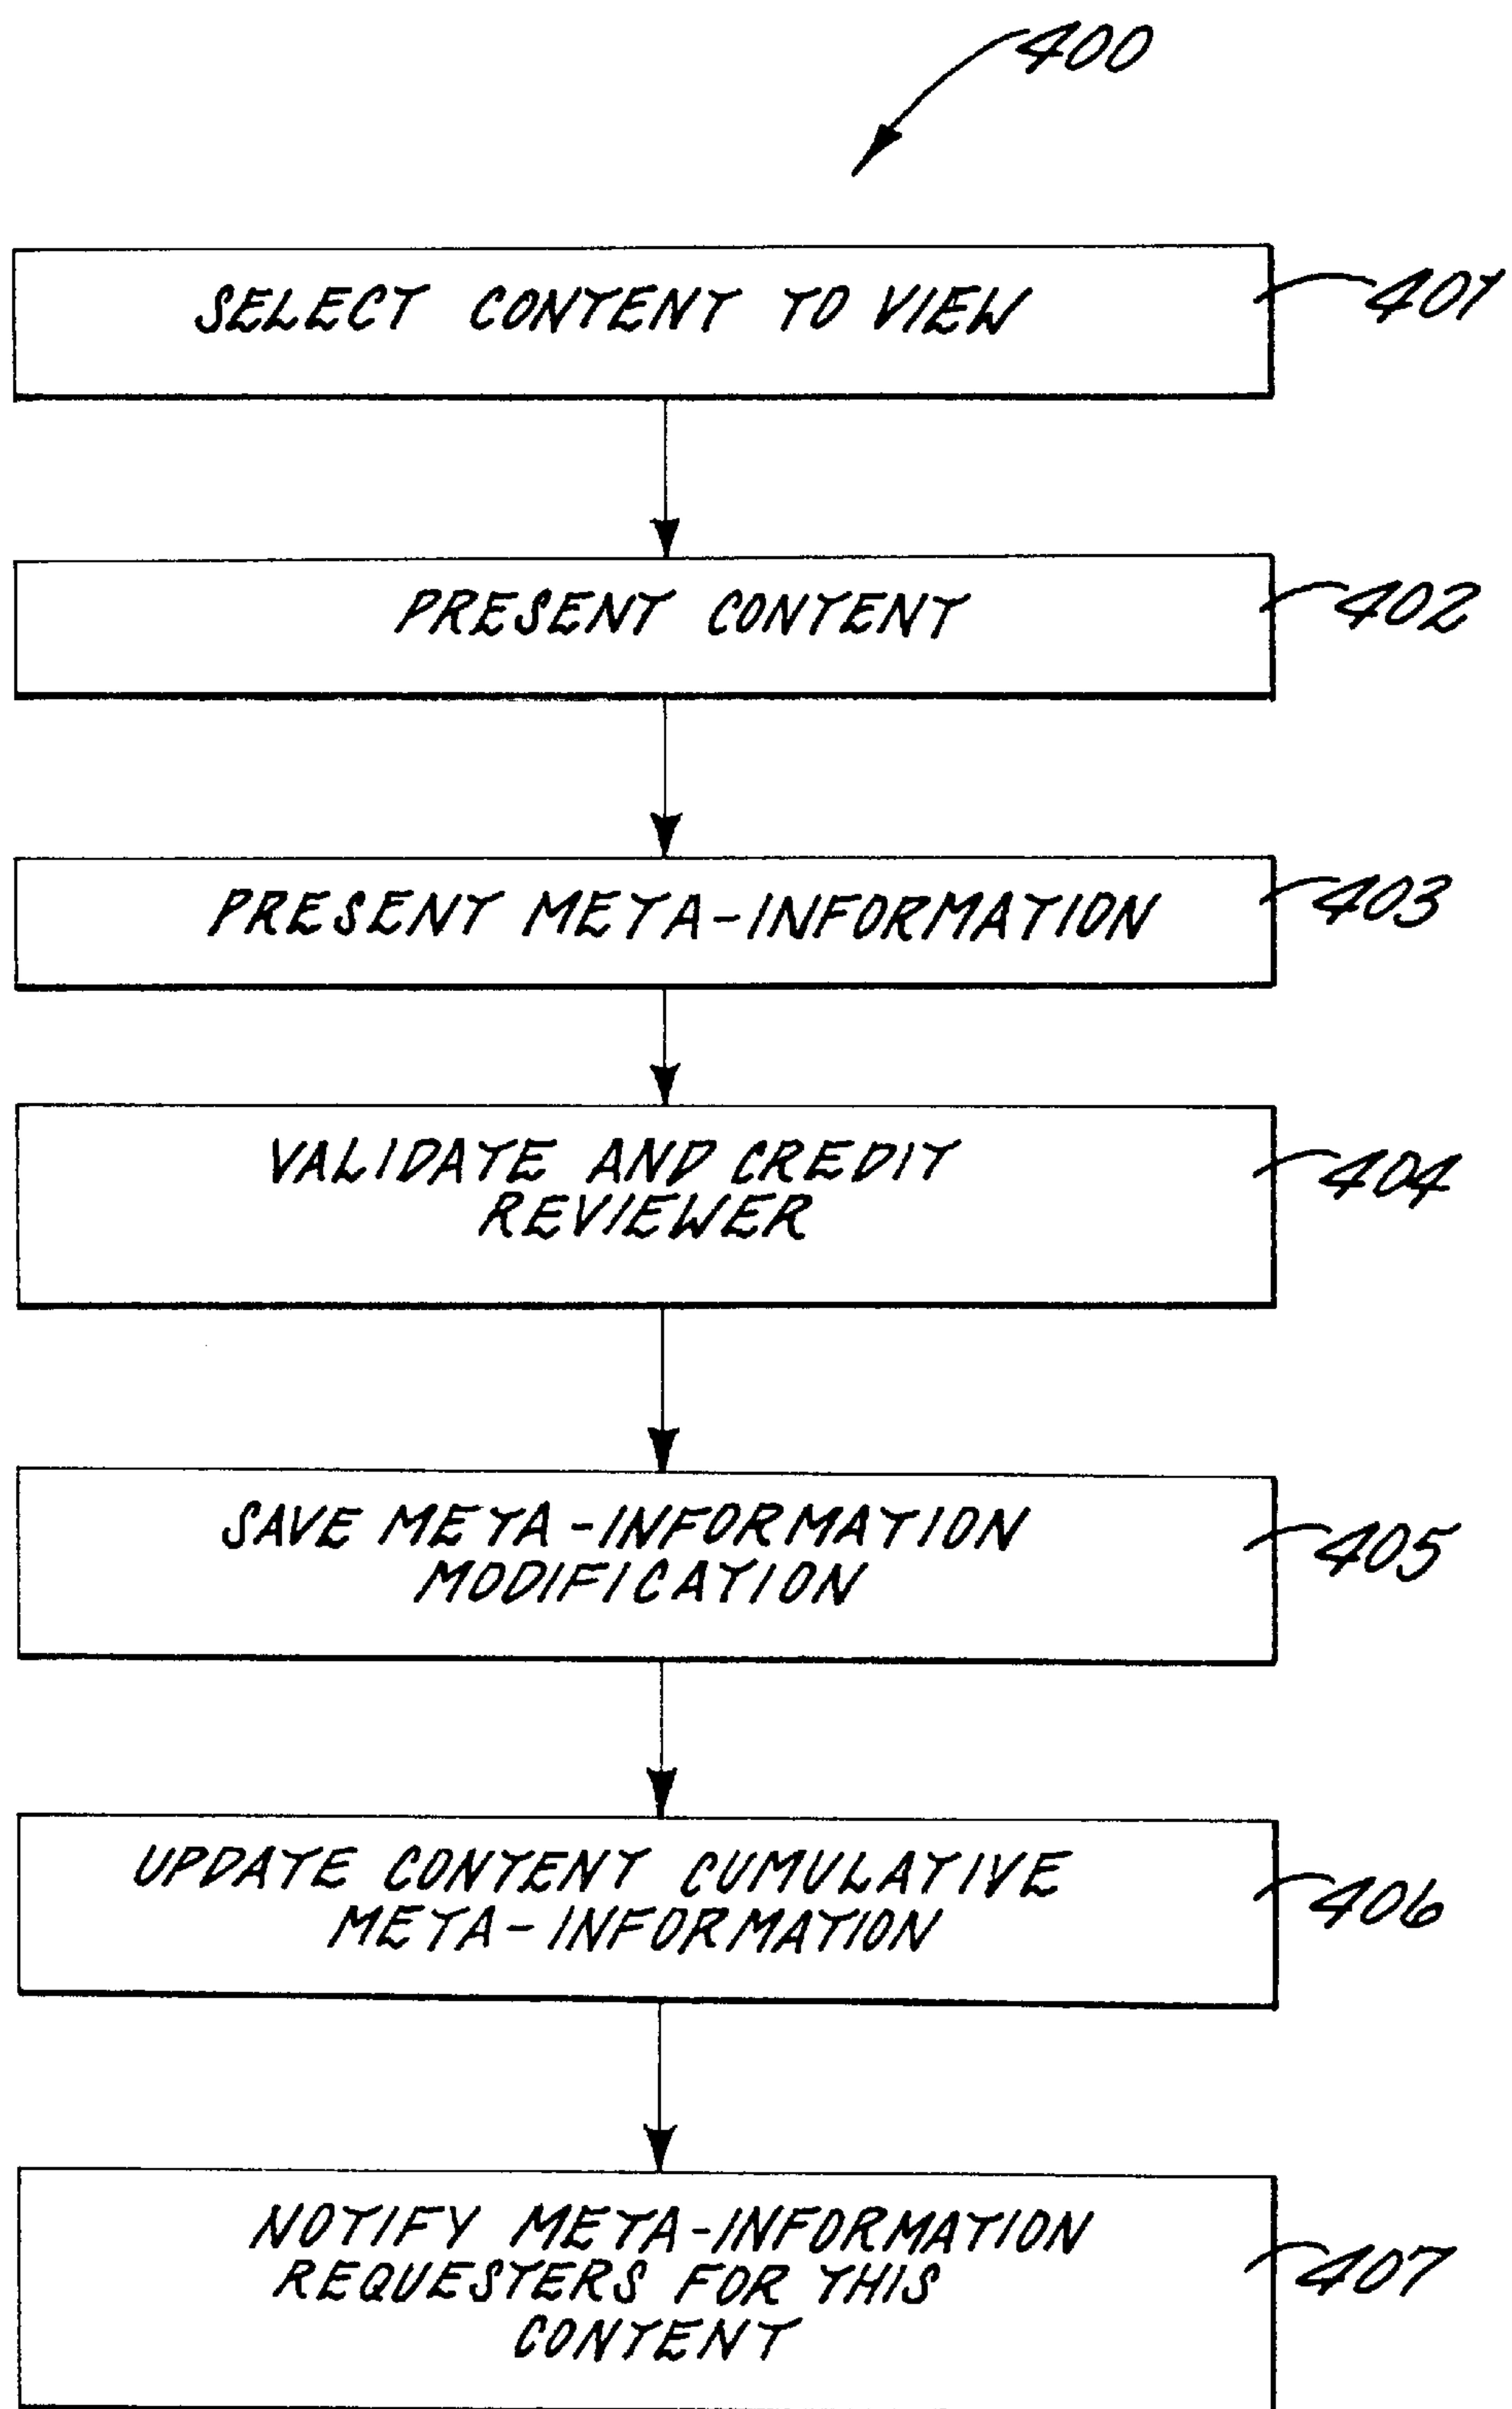 400
SELECT CONTENT TO VIEW
401
PRESENT CONTENT
402
PRESENT META-INFORMATION
403
VALIDATE AND CREDIT
REVIEWER
404
SAVE META-INFORMATION
MODIFICATION
405
UPDATE CONTENT CUMULATIVE
META-INFORMATION
406
NOTIFY META-INFORMATION
REQUESTERS FOR THIS
CONTENT
407